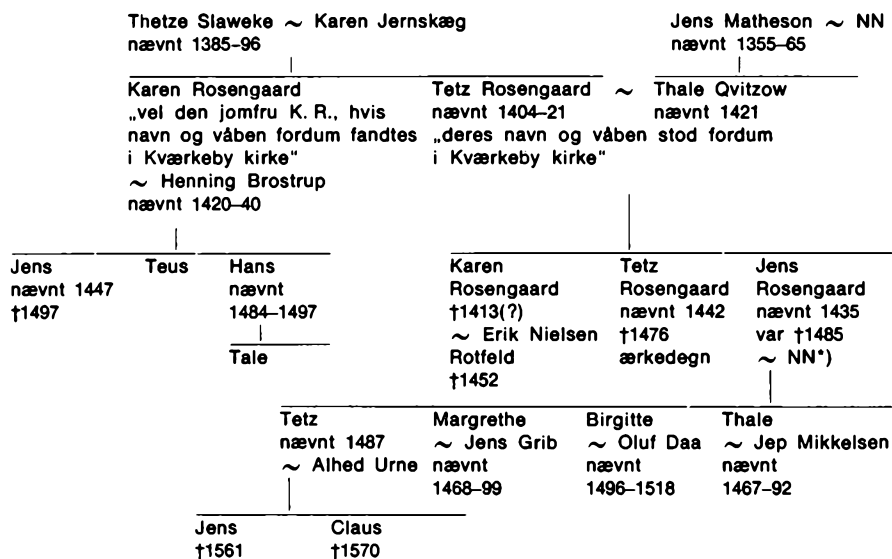 Thetze Slaweke ~ Karen Jernskæg
nævnt 1385–96
Jens Matheson ~ NN
nævnt 1355–65
Karen Rosengaard
„vel den jomfru K. R., hvis
navn og våben fordum fandtes
i Kværkeby kirke“
~ Henning Brostrup
nævnt 1420–40
Tetz Rosengaard ~ Thale Qvitzow
nævnt 1404–21 nævnt 1421
„deres navn og våben stod fordum
i Kværkeby kirke“
Jens
nævnt 1447
†1497
Teus
Hans
nævnt
1484–1497
Tale
Karen
Rosengaard
†1413(?)
~ Erik Nielsen
Rotfeld
†1452
Tetz
Rosengaard
nævnt 1442
†1476
ærkedegn
Jens
Rosengaard
nævnt 1435
var †1485
~ NN*)
Tetz
nævnt 1487
~ Alhed Urne
Margrethe
~ Jens Grib
nævnt
1468–99
Birgitte
~ Oluf Daa
nævnt
1496–1518
Thale
~ Jep Mikkelsen
nævnt
1467–92
Jens
†1561
Claus
†1570